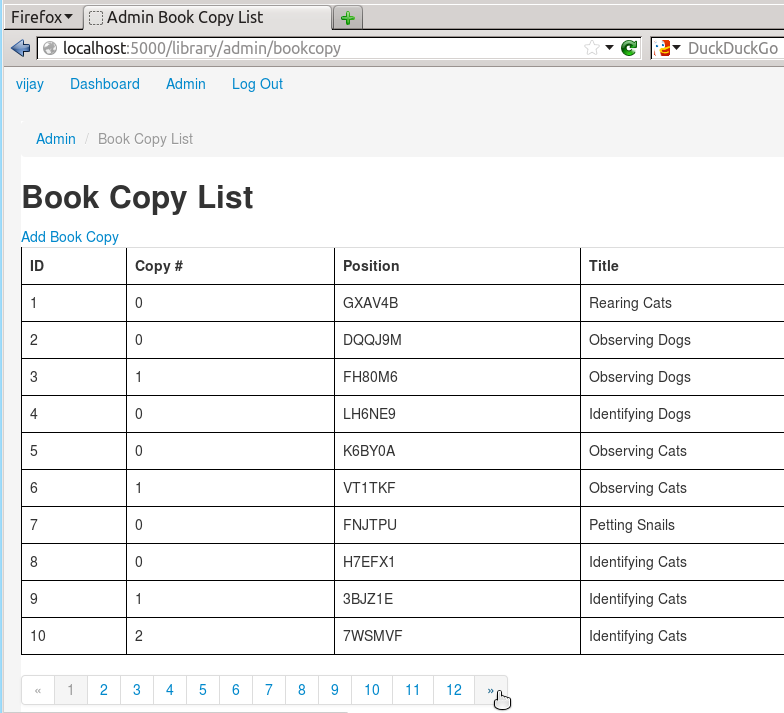 Firefox Admin Book Copy List
localhost:5000/library/admin/bookcopy DuckDuckGo
vijay Dashboard Admin Log Out
Admin / Book Copy List
Book Copy List
Add Book Copy
ID Copy # Position Title
1 0 GXAV4B Rearing Cats
2 0 DQQJ9M Observing Dogs
3 1 FH80M6 Observing Dogs
4 0 LH6NE9 Identifying Dogs
5 0 K6BY0A Observing Cats
6 1 VT1TKF Observing Cats
7 0 FNJTPU Petting Snails
8 0 H7EFX1 Identifying Cats
9 1 3BJZ1E Identifying Cats
10 2 7WSMVF Identifying Cats
« 1 2 3 4 5 6 7 8 9 10 11 12 »